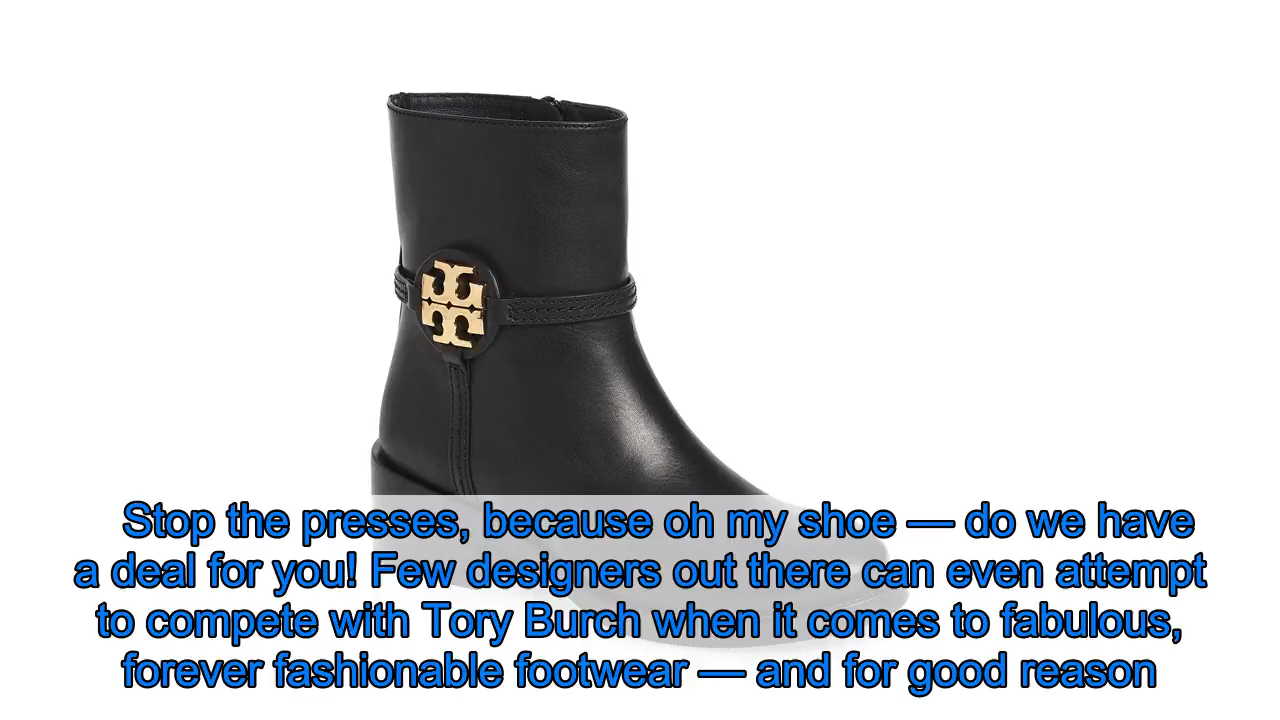 Stop the presses, because oh my shoe — do we have
a deal for you! Few designers out there can even attempt
to compete with Tory Burch when it comes to fabulous,
forever fashionable footwear — and for good reason